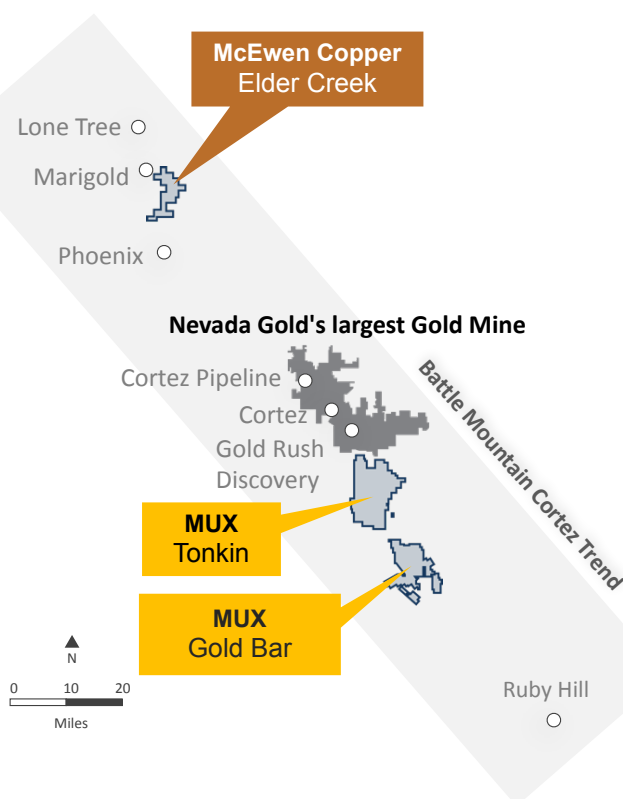 McEwen Copper
Elder Creek
Lone Tree
Marigold
Phoenix
Nevada Gold's largest Gold Mine
Cortez Pipeline
Cortez
Gold Rush
Discovery
Battle Mountain Cortez Trend
MUX
Tonkin
MUX
Gold Bar
N
0 10 20
Miles
Ruby Hill